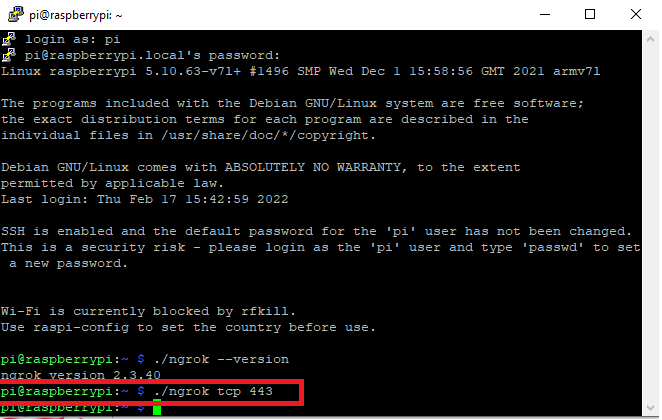 pi@raspberrypi: ~
login as: pi
pi@raspberrypi.local's password:
Linux raspberrypi 5.10.63-v7l+ #1496 SMP Wed Dec 1 15:58:56 GMT 2021 armv7l
The programs included with the Debian GNU/Linux system are free software;
the exact distribution terms for each program are described in the
individual files in /usr/share/doc/*/copyright.
Debian GNU/Linux comes with ABSOLUTELY NO WARRANTY, to the extent
permitted by applicable law.
Last login: Thu Feb 17 15:42:59 2022
SSH is enabled and the default password for the 'pi' user has not been changed.
This is a security risk - please login as the 'pi' user and type 'passwd' to set
a new password.
Wi-Fi is currently blocked by rfkill.
Use raspi-config to set the country before use.
pi@raspberrypi:~ $ ./ngrok --version
ngrok version 2.3.40
pi@raspberrypi:~ $ ./ngrok tcp 443
pi@raspberrypi:~ $